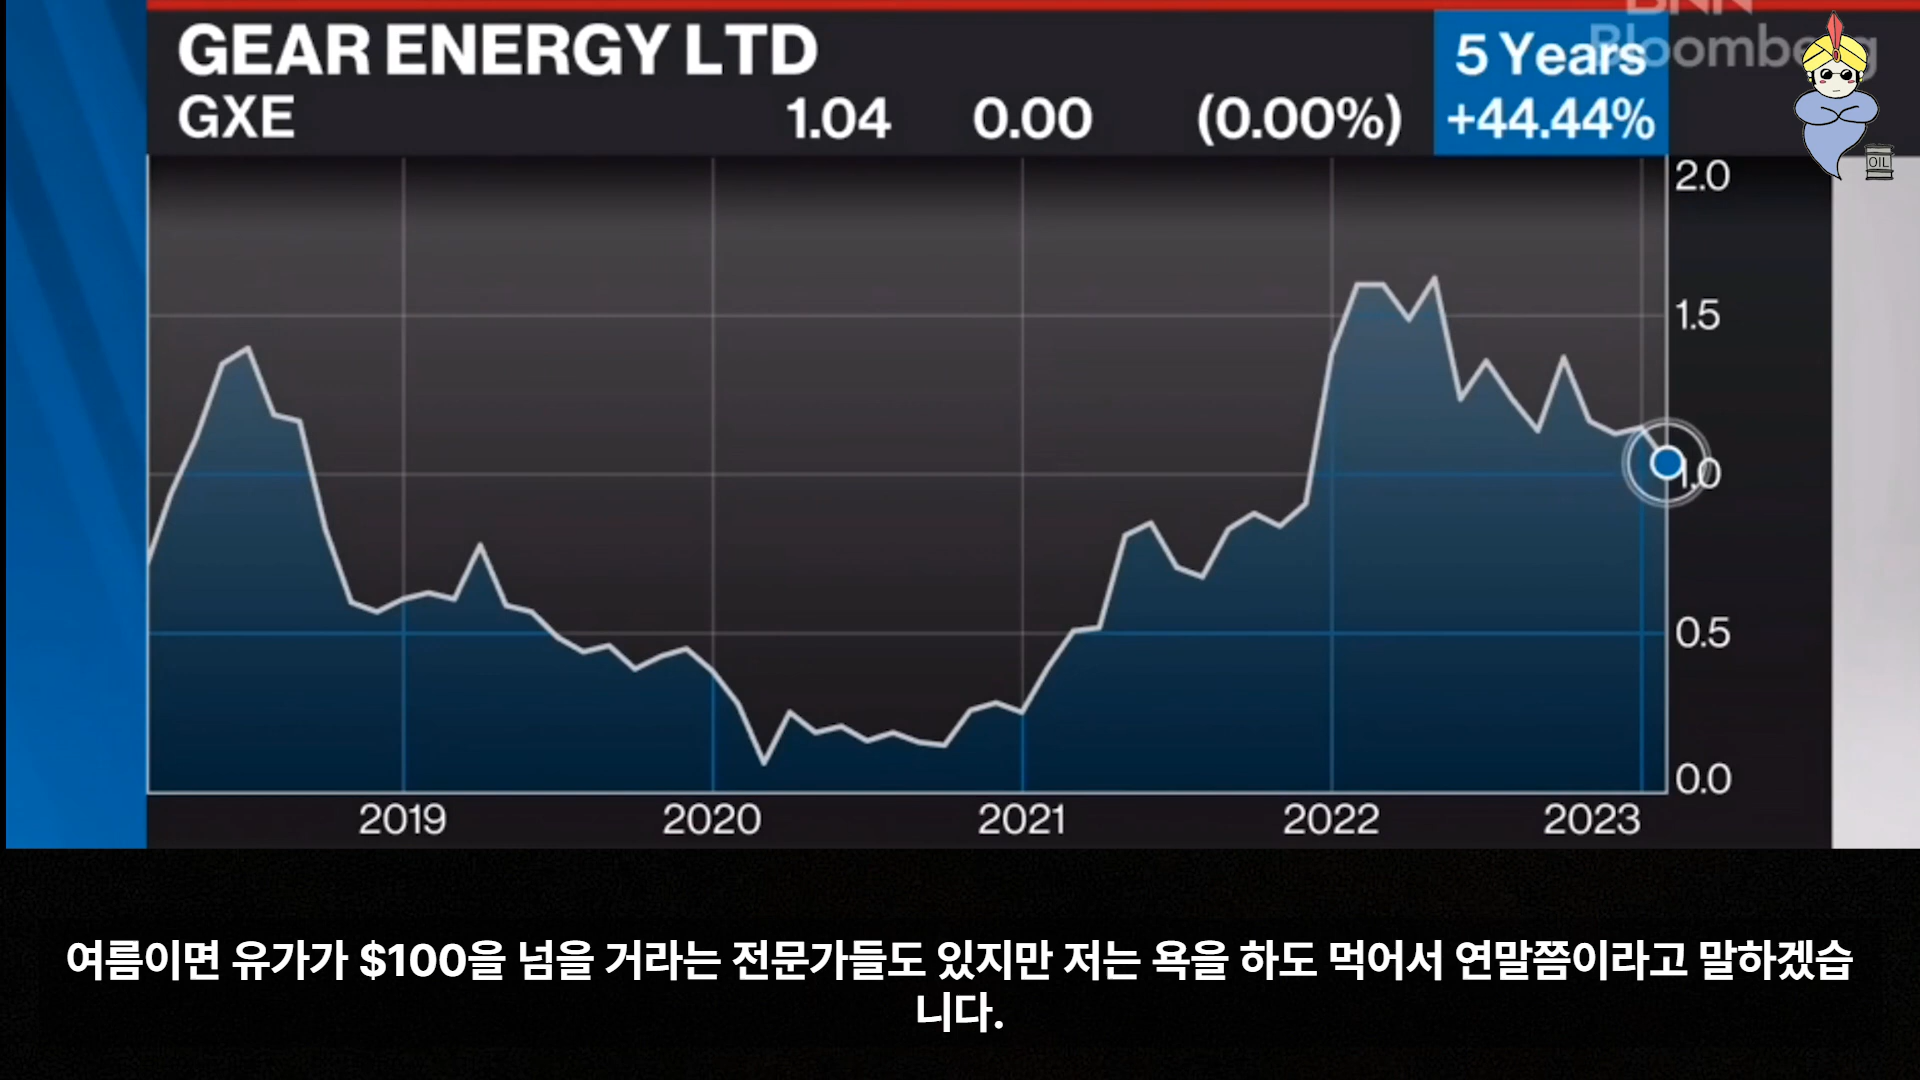 BNN
Bloomberg
GEAR ENERGY LTD
GXE 1.04 0.00 (0.00%)
5 Years
+44.44%
OIL
2.0
1.5
1.0
0.5
0.0
2019 2020 2021 2022 2023
여름이면 유가가 $100을 넘을 거라는 전문가들도 있지만 저는 욕을 하도 먹어서 연말쯤이라고 말하겠습
니다.